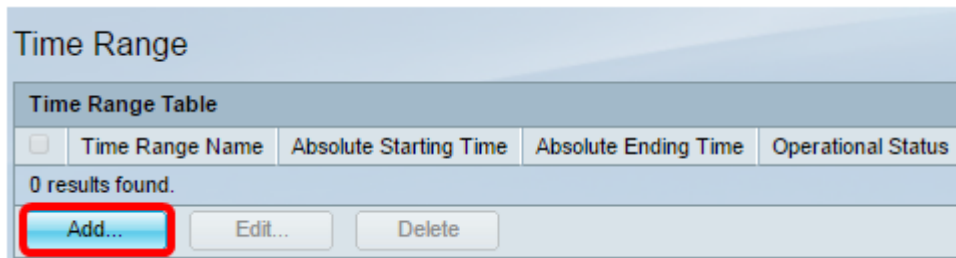 Time Range
Time Range Table
Time Range Name Absolute Starting Time Absolute Ending Time Operational Status
0 results found.
Add... Edit... Delete